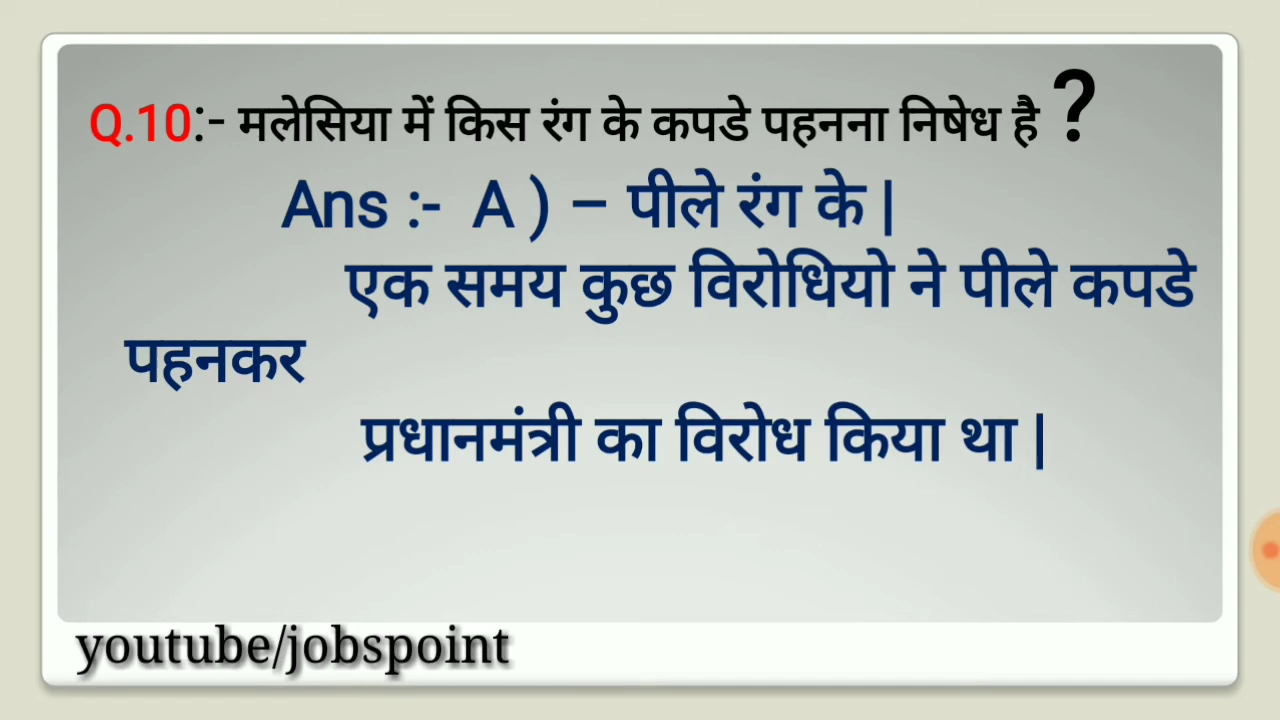 Q.10:- मलेसिया में किस रंग के कपडे पहनना निषेध है ?
Ans :- A ) – पीले रंग के |
एक समय कुछ विरोधियो ने पीले कपडे
पहनकर
प्रधानमंत्री का विरोध किया था |
youtube/jobspoint